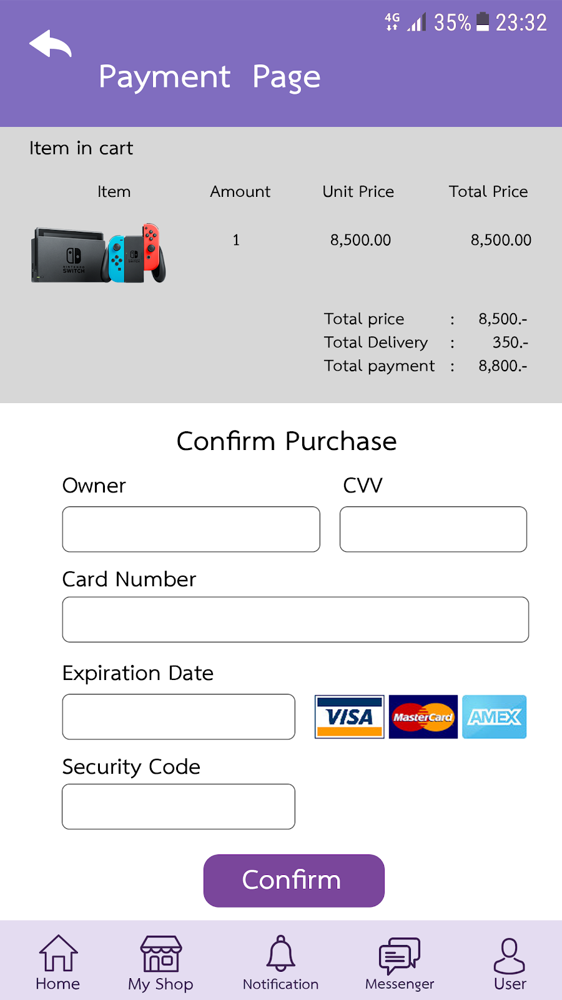 4G 35% 23:32
Payment Page
Item in cart
Item Amount Unit Price Total Price
NINTENDO
SWITCH
1 8,500.00 8,500.00
Total price : 8,500.-
Total Delivery : 350.-
Total payment : 8,800.-
Confirm Purchase
Owner CVV
Card Number
Expiration Date
VISA MasterCard AMEX
Security Code
Confirm
Home My Shop Notification Messenger User